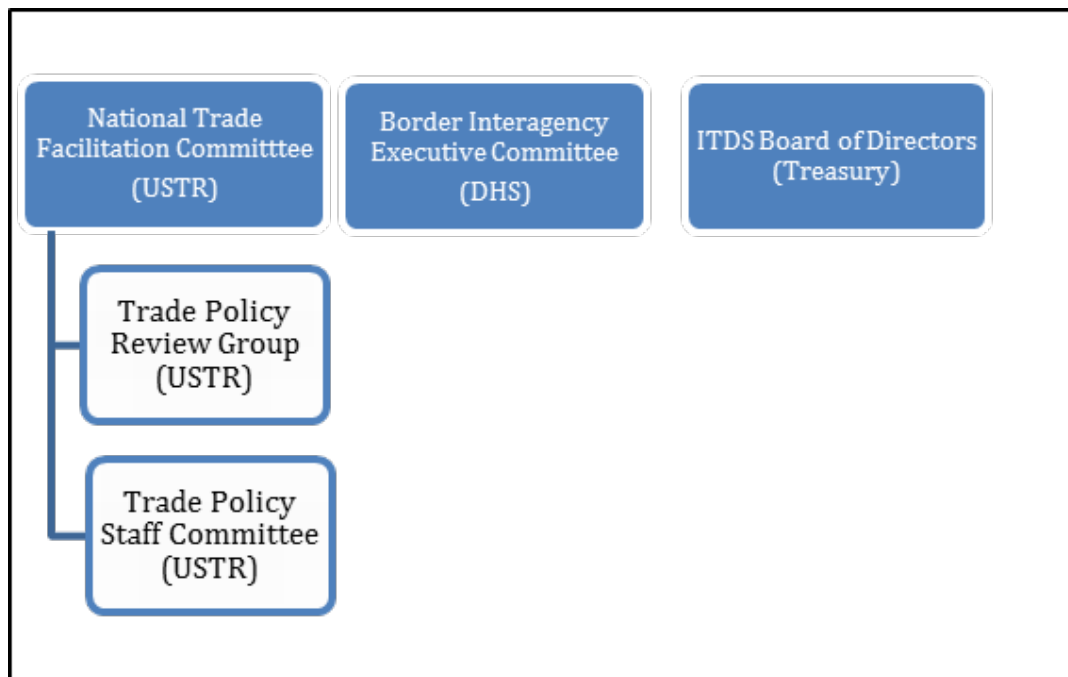 National Trade
Facilitation Committtee
(USTR)
Border Interagency
Executive Committee
(DHS)
ITDS Board of Directors
(Treasury)
Trade Policy
Review Group
(USTR)
Trade Policy
Staff Committee
(USTR)